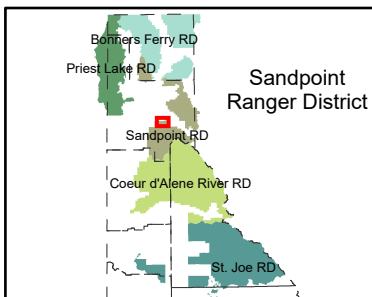 Bonners Ferry RD
Priest Lake RD
Sandpoint
Ranger District
Sandpoint RD
Coeur d'Alene River RD
St. Joe RD